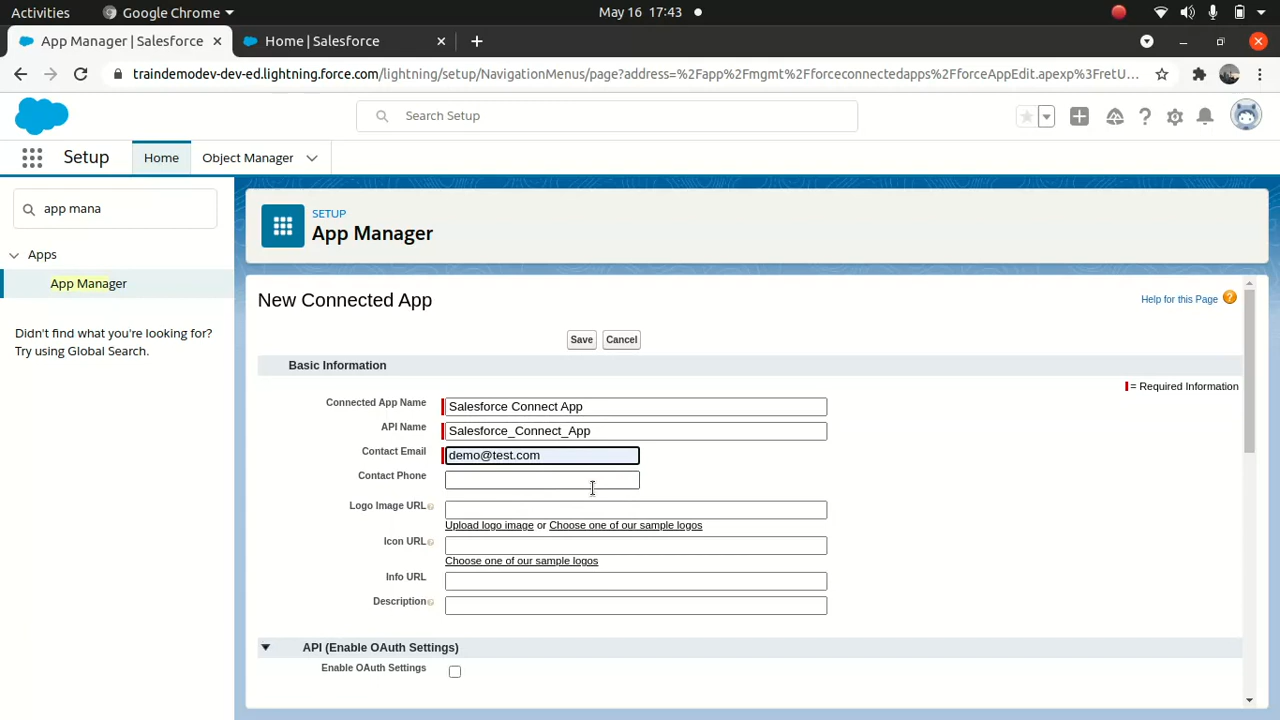 Activities
Google Chrome
May 16 17:43
App Manager | Salesforce
Home | Salesforce
traindemodev-dev-ed.lightning.force.com/lightning/setup/NavigationMenus/page?address=%2Fapp%2Fmgmt%2Fforceconnectedapps%2FforceAppEdit.apexp%3FretU...
Search Setup
Setup
Home
Object Manager
app mana
Apps
App Manager
Didn't find what you're looking for?
Try using Global Search.
SETUP
App Manager
New Connected App
Help for this Page
Save
Cancel
Basic Information
= Required Information
Connected App Name
Salesforce Connect App
API Name
Salesforce_Connect_App
Contact Email
demo@test.com
Contact Phone
Logo Image URL
Upload logo image or Choose one of our sample logos
Icon URL
Choose one of our sample logos
Info URL
Description
API (Enable OAuth Settings)
Enable OAuth Settings